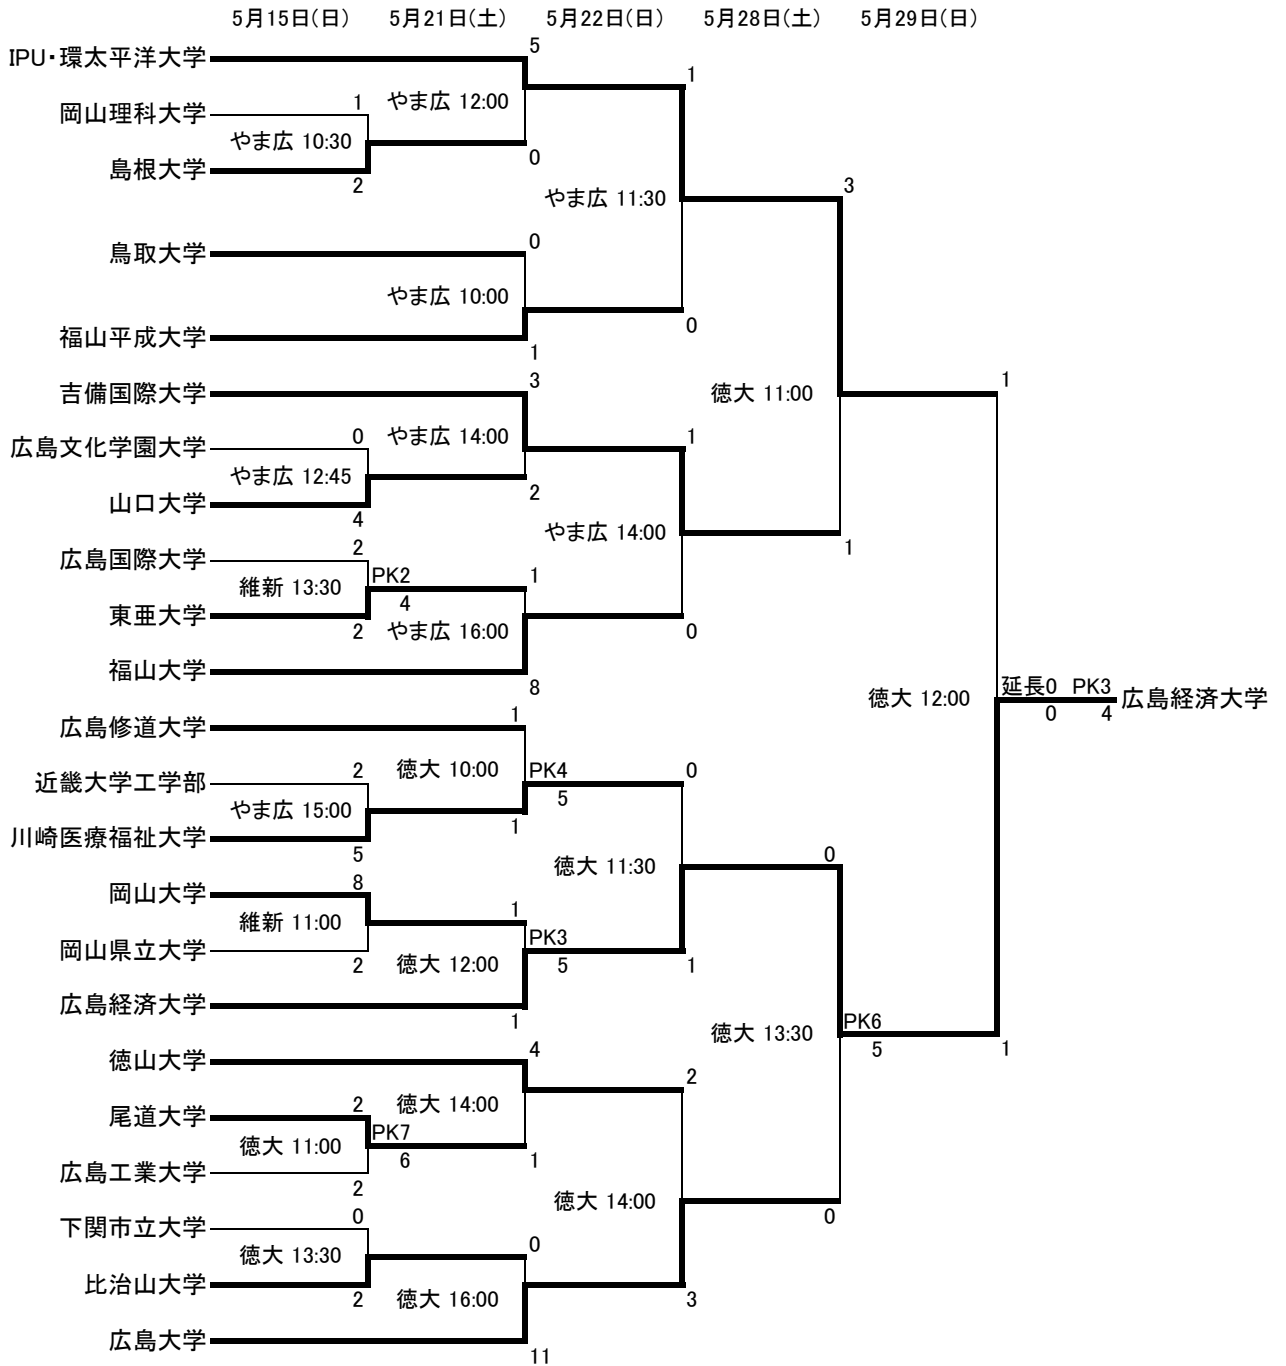 5月15日(日) 5月21日(土) 5月22日(日) 5月28日(土) 5月29日(日)
5
IPU・環太平洋大学
1
やま広 12:00
1
岡山理科大学
やま広 10:30
0
島根大学
2
やま広 11:30
3
0
鳥取大学
やま広 10:00
0
福山平成大学
1
3
1
吉備国際大学
徳大 11:00
0
やま広 14:00
1
広島文化学園大学
やま広 12:45
2
山口大学
4
やま広 14:00
2
1
広島国際大学
PK2
1
維新 13:30
4
東亜大学
2
やま広 16:00
0
福山大学
8
延長0 PK3
徳大 12:00
広島経済大学
0 4
1
広島修道大学
2
徳大 10:00
PK4
0
近畿大学工学部
5
やま広 15:00
1
川崎医療福祉大学
5
0
徳大 11:30
8
岡山大学
1
維新 11:00
PK3
岡山県立大学
2
徳大 12:00
5
1
広島経済大学
1
PK6
徳大 13:30
4
5
1
徳山大学
2
2
徳大 14:00
尾道大学
PK7
徳大 11:00
6
1
広島工業大学
2
徳大 14:00
0
0
下関市立大学
0
徳大 13:30
比治山大学
2
徳大 16:00
3
広島大学
11